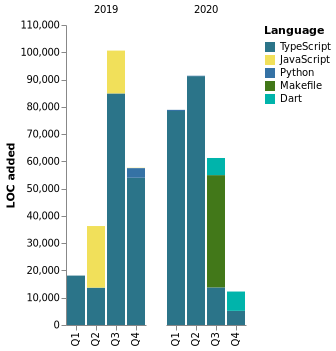 2019
2020
LOC added
110,000
100,000
90,000
80,000
70,000
60,000
50,000
40,000
30,000
20,000
10,000
0
Q1
Q2
Q3
Q4
Q1
Q2
Q3
Q4
Language
TypeScript
JavaScript
Python
Makefile
Dart